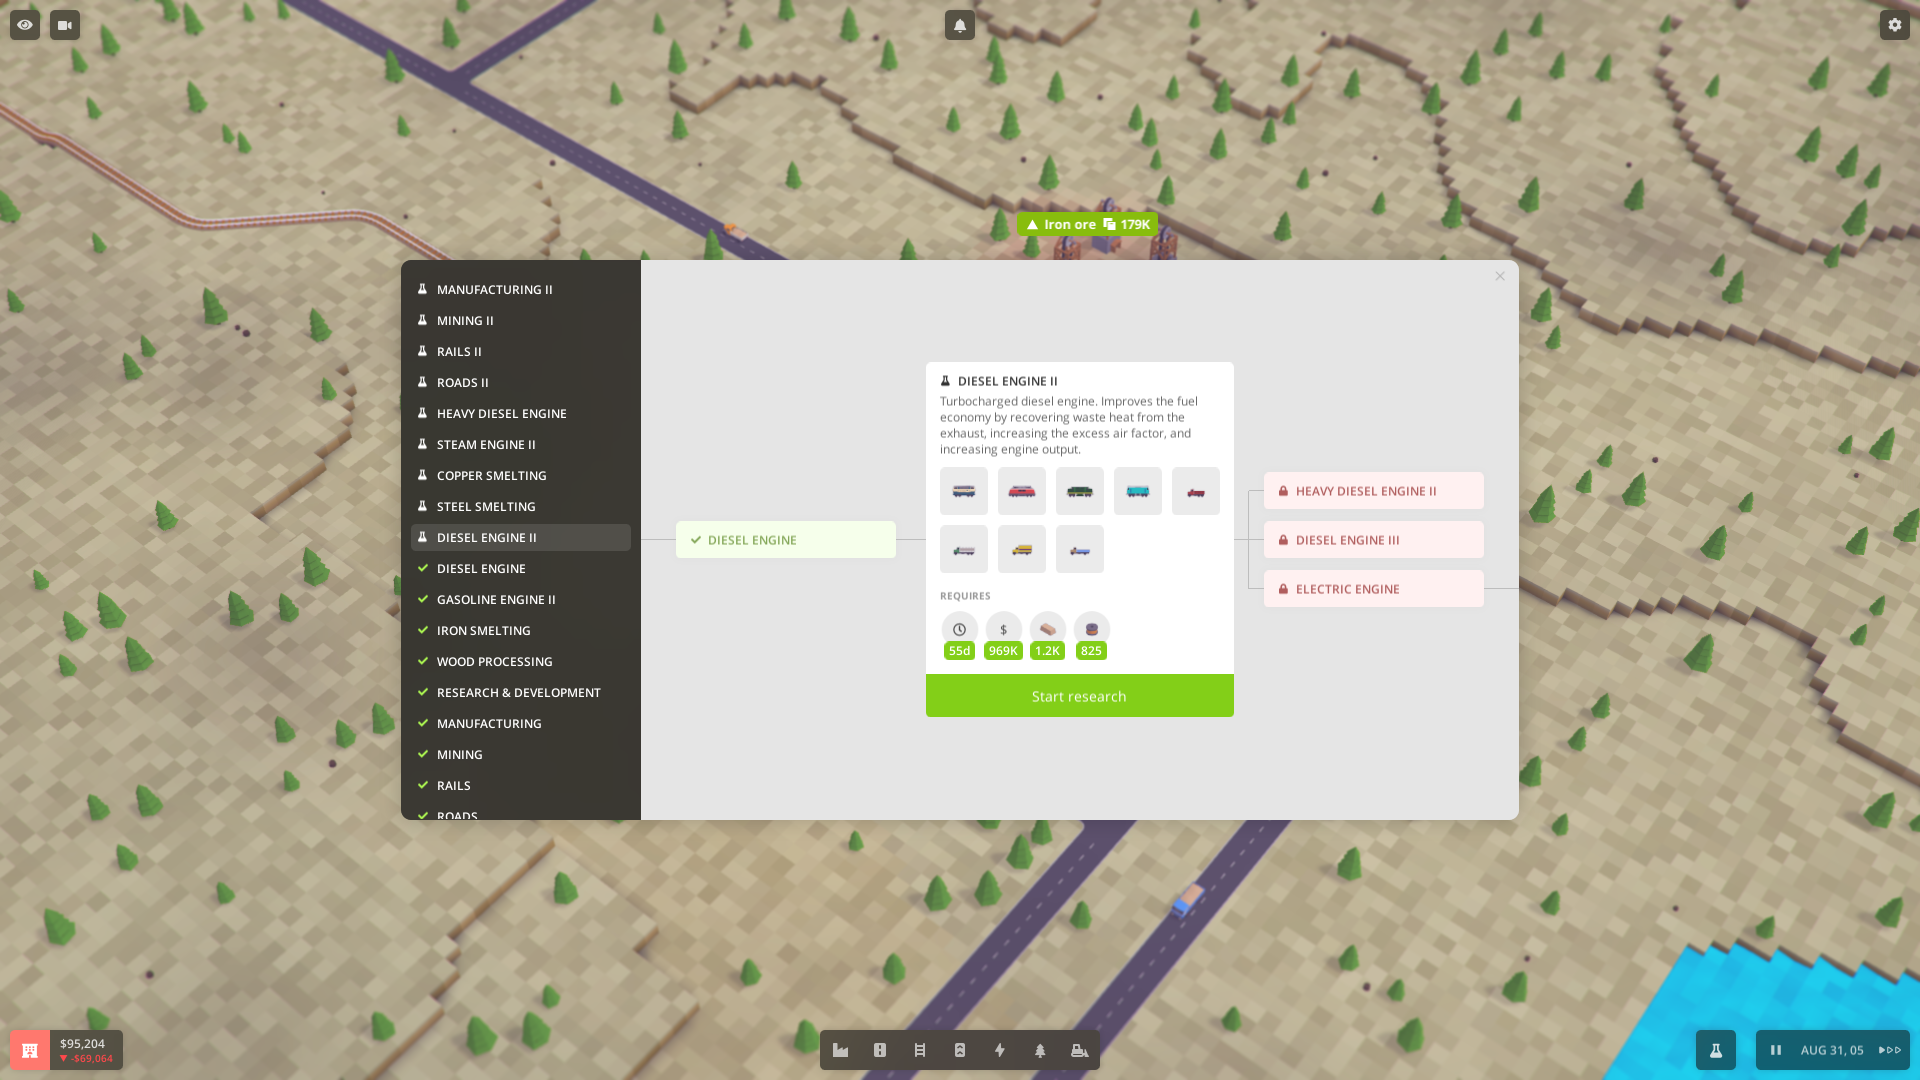 Iron ore 179K
MANUFACTURING II
MINING II
RAILS II
ROADS II
HEAVY DIESEL ENGINE
STEAM ENGINE II
COPPER SMELTING
STEEL SMELTING
DIESEL ENGINE II
DIESEL ENGINE
GASOLINE ENGINE II
IRON SMELTING
WOOD PROCESSING
RESEARCH & DEVELOPMENT
MANUFACTURING
MINING
RAILS
ROADS
DIESEL ENGINE
DIESEL ENGINE II
Turbocharged diesel engine. Improves the fuel
economy by recovering waste heat from the
exhaust, increasing the excess air factor, and
increasing engine output.
REQUIRES
$
55d 969K 1.2K 825
Start research
HEAVY DIESEL ENGINE II
DIESEL ENGINE III
ELECTRIC ENGINE
$95,204
-$69,064
AUG 31, 05